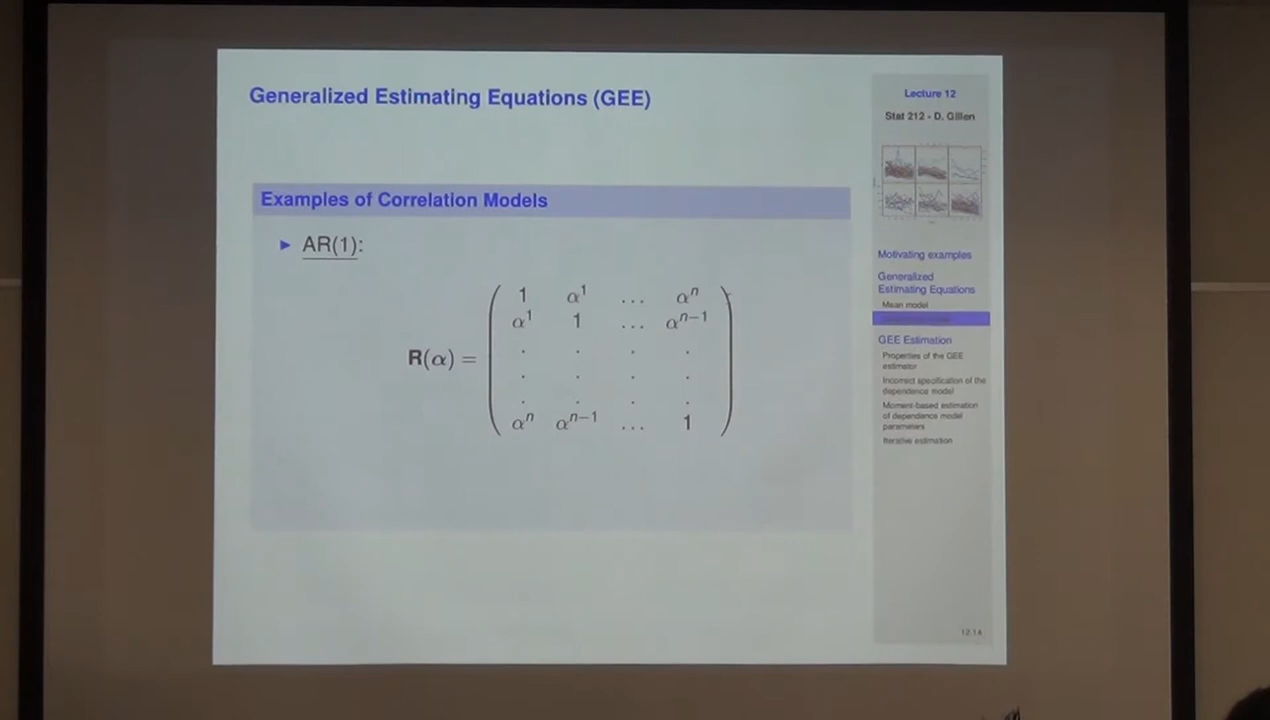 Generalized Estimating Equations (GEE)
Examples of Correlation Models
► AR(1):
R(α) =
1 α¹ ... αⁿ
α¹ 1 ... αⁿ⁻¹
. . . .
. . . .
. . . .
αⁿ αⁿ⁻¹ ... 1
Lecture 12
Stat 212 - D. Gillen
Motivating examples
Generalized
Estimating Equations
Mean model
GEE Estimation
Properties of the GEE
estimator
Incorrect specification of the
dependence model
Moment-based estimation
of dependence model
parameters
Iterative estimation
12.14